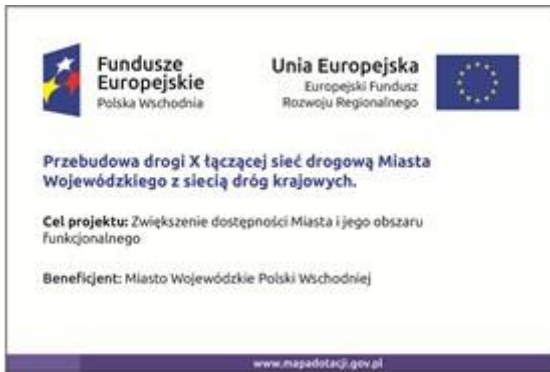 Fundusze
Europejskie
Polska Wschodnia
Unia Europejska
Europejski Fundusz
Rozwoju Regionalnego
Przebudowa drogi X łączącej sieć drogową Miasta
Wojewódzkiego z siecią dróg krajowych.
Cel projektu: Zwiększenie dostępności Miasta i jego obszaru
funkcjonalnego
Beneficjent: Miasto Wojewódzkie Polski Wschodniej
www.mapadotacji.gov.pl